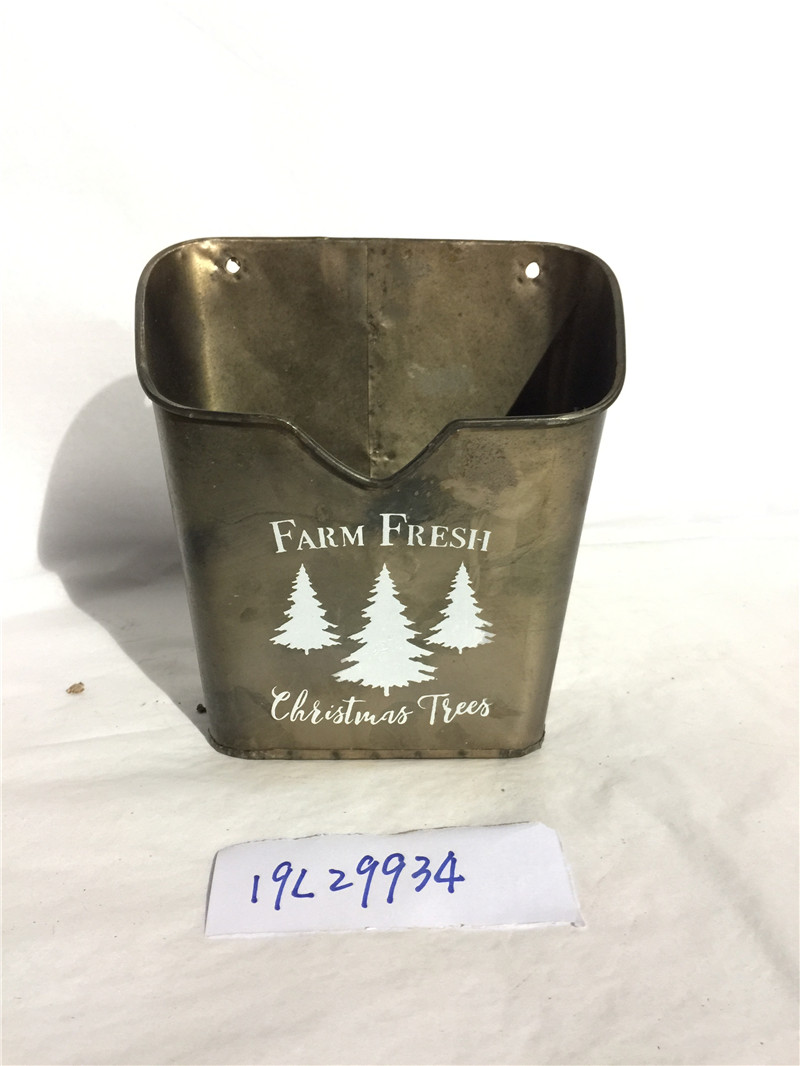 FARM FRESH
Christmas Trees
19L29934